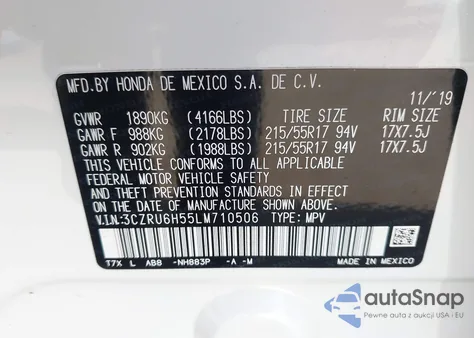 MFD.BY HONDA DE MEXICO S.A. DE C.V.
11/'19
GVWR 1890KG (4166LBS) TIRE SIZE RIM SIZE
GAWR F 988KG (2178LBS) 215/55R17 94V 17X7.5J
GAWR R 902KG (1988LBS) 215/55R17 94V 17X7.5J
THIS VEHICLE CONFORMS TO ALL APPLICABLE
FEDERAL MOTOR VEHICLE SAFETY
AND THEFT PREVENTION STANDARDS IN EFFECT
ON THE DATE OF MANUFACTURE SHOWN ABOVE.
V.I.N:3CZRU6H55LM710506 TYPE: MPV
T7X L ABB -NH883P -A -M MADE IN MEXICO
autoSnap
Pewne auta z portów USA i EU